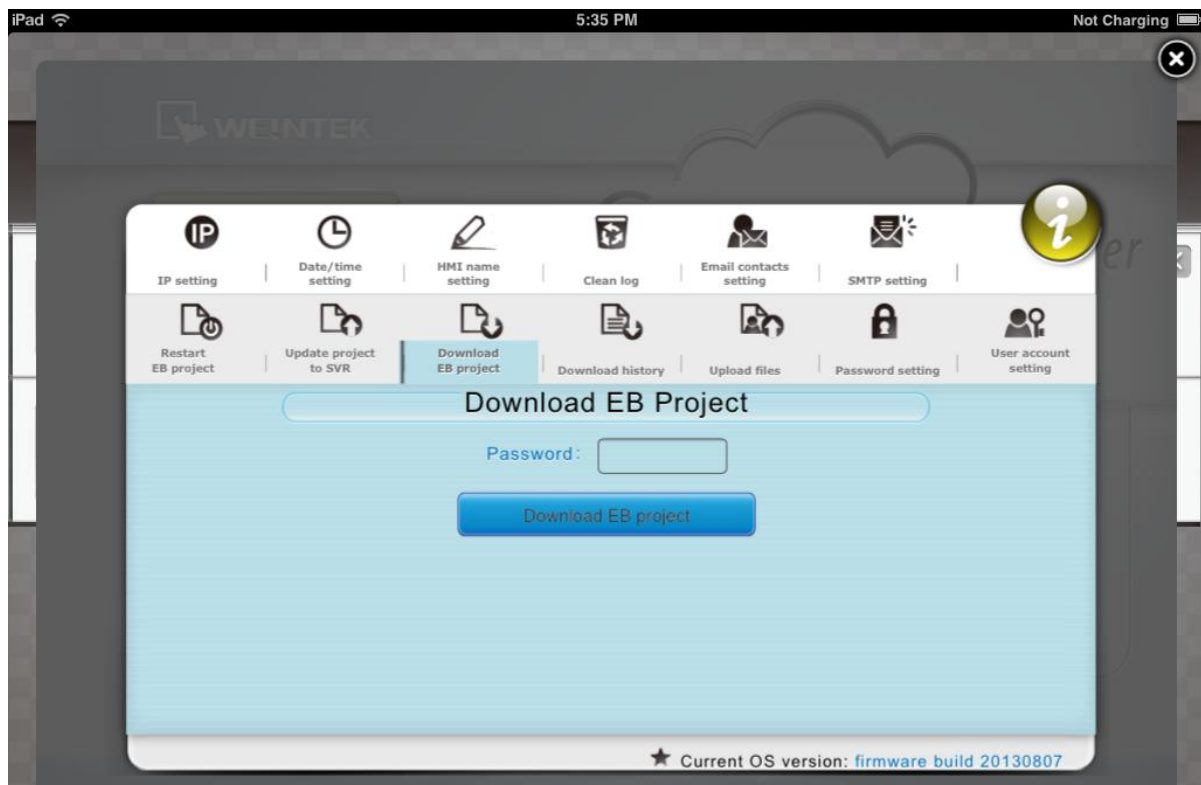 iPad 5:35 PM Not Charging
WEINTEK
er
IP setting
Date/time
setting
HMI name
setting
Clean log
Email contacts
setting
SMTP setting
Restart
EB project
Update project
to SVR
Download
EB project
Download history
Upload files
Password setting
User account
setting
Download EB Project
Password:
Download EB project
★ Current OS version: firmware build 20130807